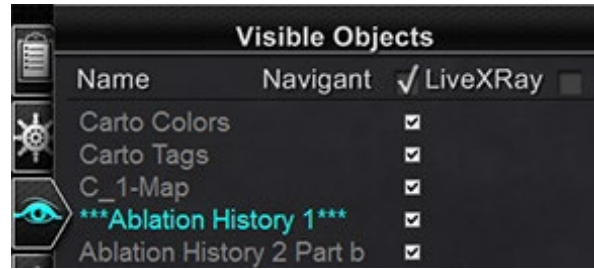 Visible Objects
Name Navigant LiveXRay
Carto Colors
Carto Tags
C_1-Map
***Ablation History 1***
Ablation History 2 Part b